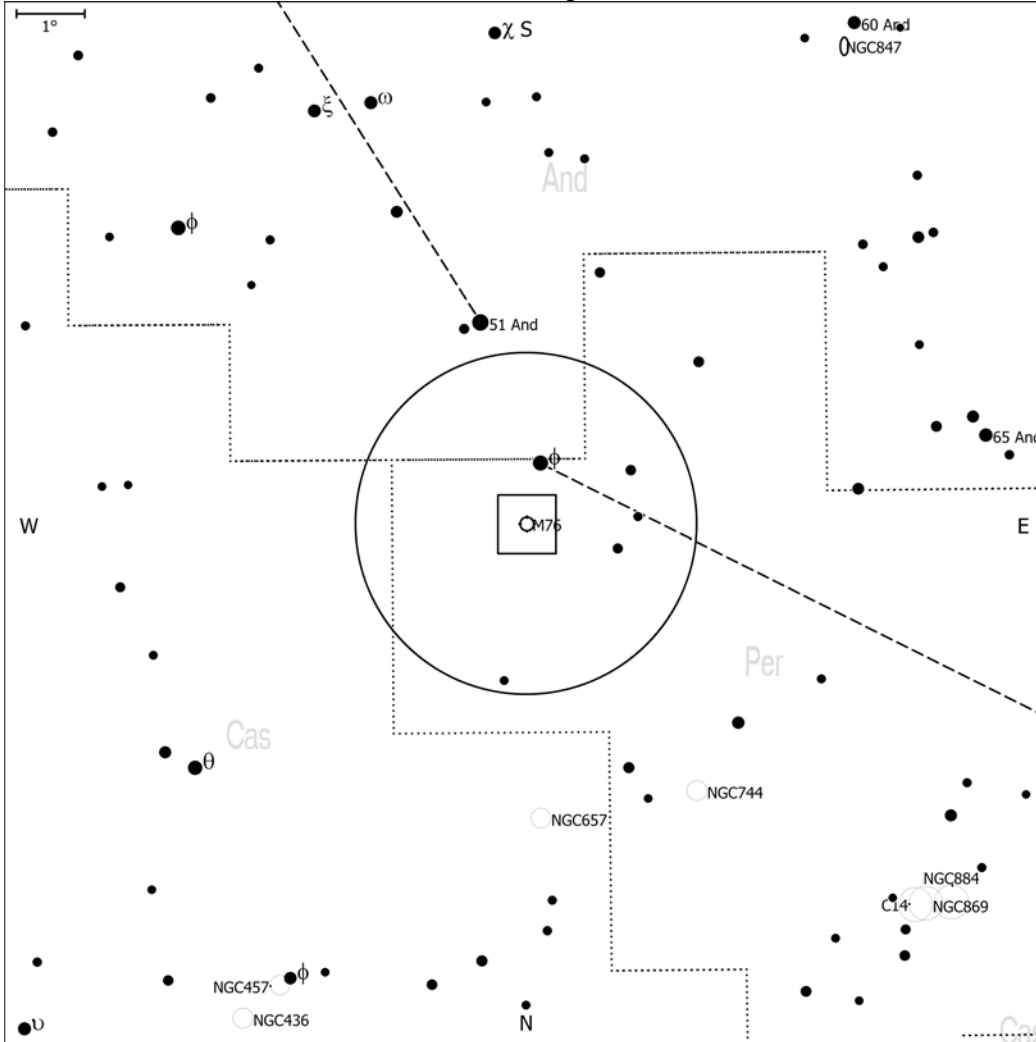 1°
χ S
60 And
NGC847
ξ
ω
And
ϕ
51 And
65 And
ϕ
W
M76
E
Per
Cas
θ
NGC744
NGC657
NGC884
C14
NGC869
NGC457
ϕ
NGC436
υ
N
Cas